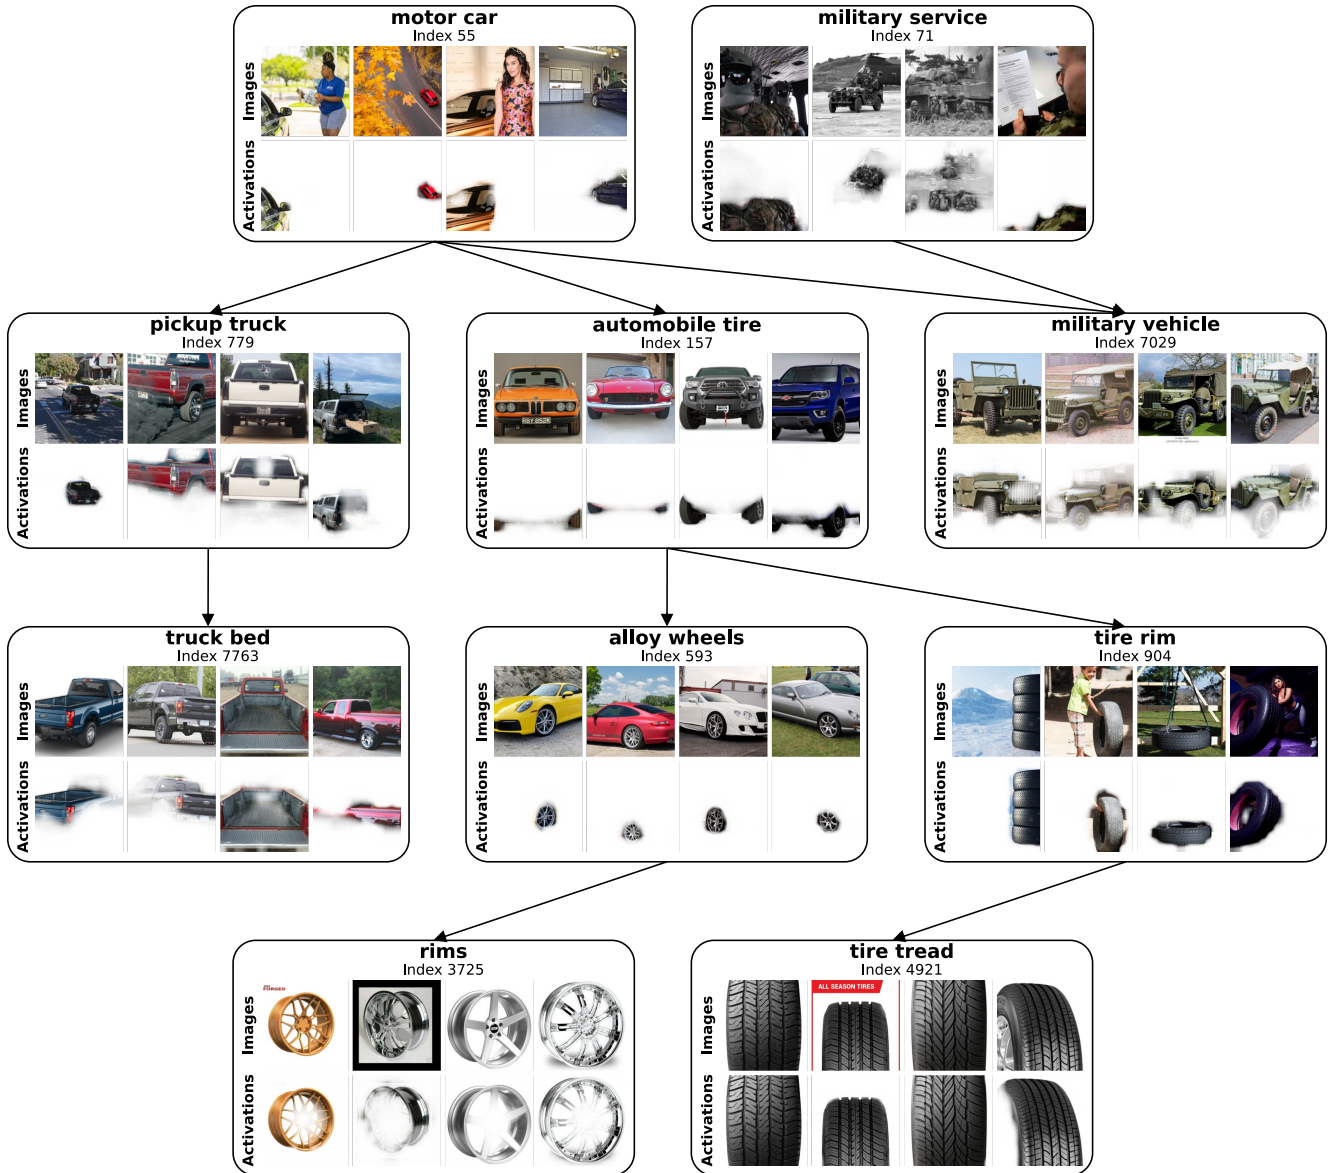 motor car
Index 55
Images
Activations
military service
Index 71
Images
Activations
pickup truck
Index 779
Images
Activations
automobile tire
Index 157
Images
Activations
military vehicle
Index 7029
Images
Activations
truck bed
Index 7763
Images
Activations
alloy wheels
Index 593
Images
Activations
tire rim
Index 904
Images
Activations
rims
Index 3725
Images
FORGED
Activations
tire tread
Index 4921
Images
ALL SEASON TIRES
Activations